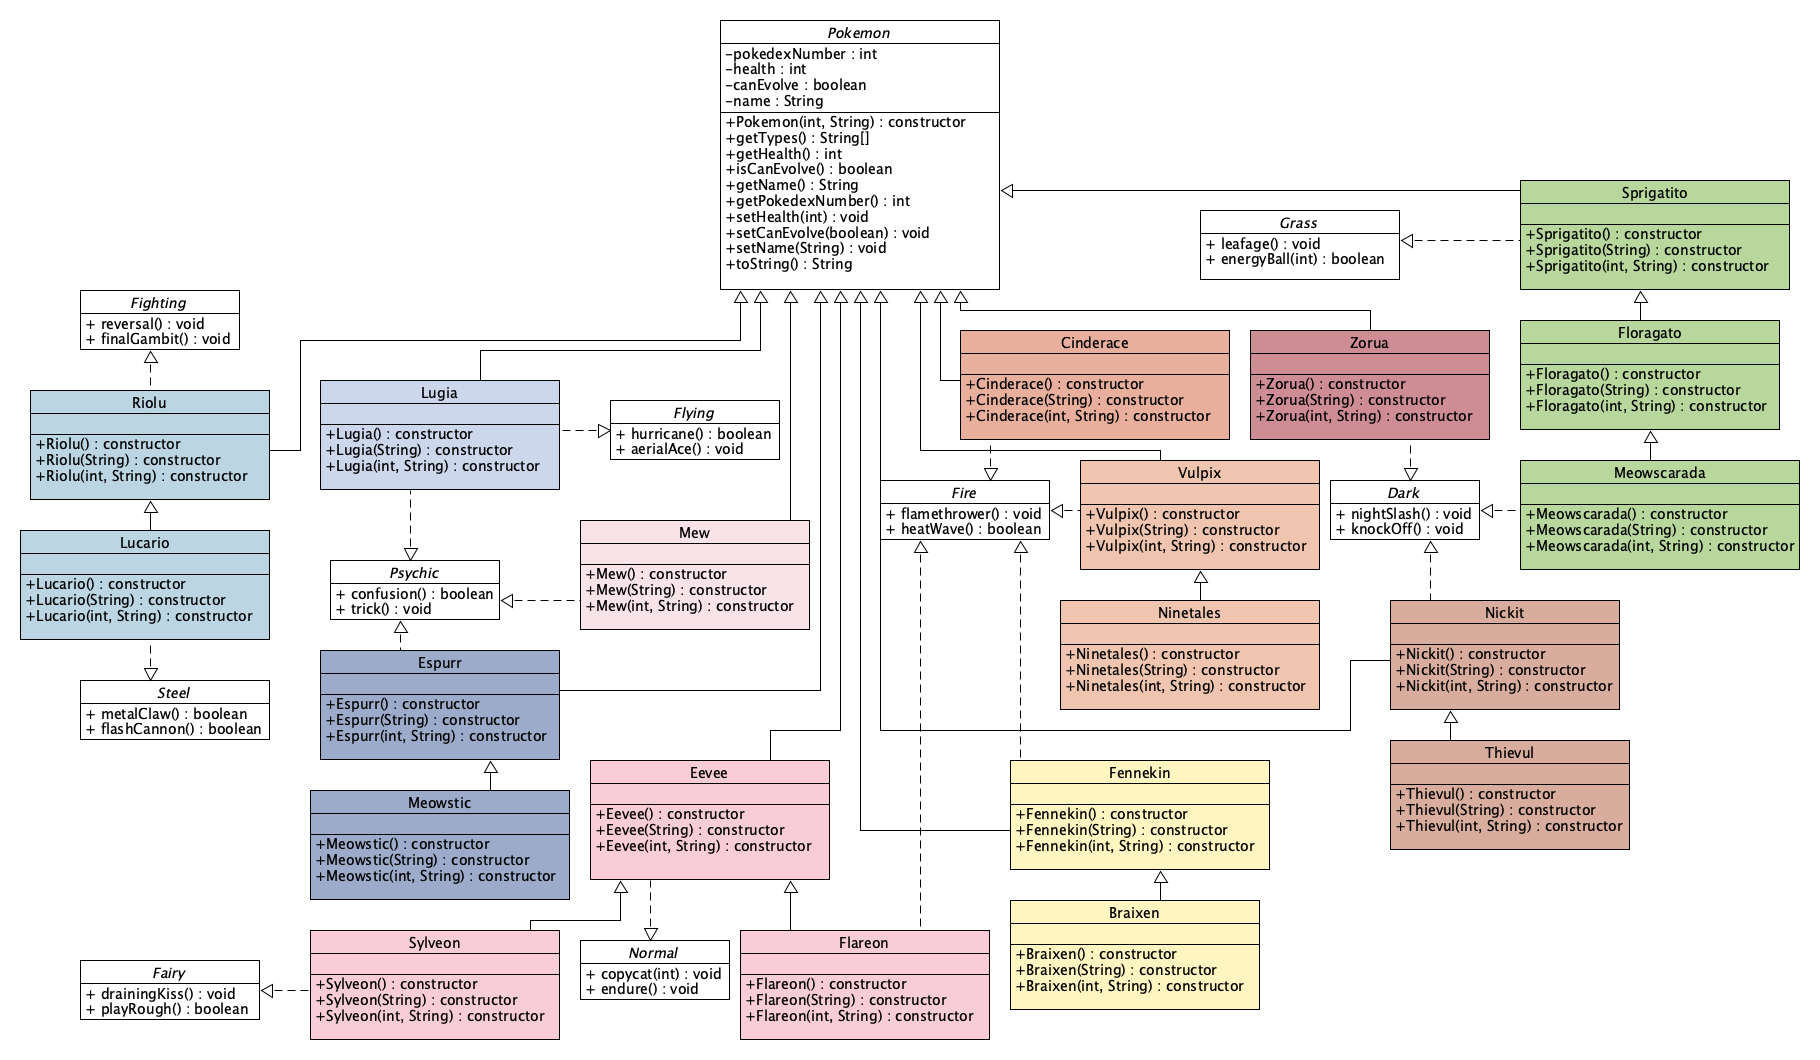 Pokemon
-pokedexNumber : int
-health : int
-canEvolve : boolean
-name : String
+Pokemon(int, String) : constructor
+getTypes() : String[]
+getHealth() : int
+isCanEvolve() : boolean
+getName() : String
+getPokedexNumber() : int
+setHealth(int) : void
+setCanEvolve(boolean) : void
+setName(String) : void
+toString() : String
Sprigatito
+Sprigatito() : constructor
+Sprigatito(String) : constructor
+Sprigatito(int, String) : constructor
Grass
+ leafage() : void
+ energyBall(int) : boolean
Fighting
+ reversal() : void
+ finalGambit() : void
Floragato
+Floragato() : constructor
+Floragato(String) : constructor
+Floragato(int, String) : constructor
Cinderace
+Cinderace() : constructor
+Cinderace(String) : constructor
+Cinderace(int, String) : constructor
Zorua
+Zorua() : constructor
+Zorua(String) : constructor
+Zorua(int, String) : constructor
Lugia
+Lugia() : constructor
+Lugia(String) : constructor
+Lugia(int, String) : constructor
Riolu
+Riolu() : constructor
+Riolu(String) : constructor
+Riolu(int, String) : constructor
Flying
+ hurricane() : boolean
+ aerialAce() : void
Vulpix
+Vulpix() : constructor
+Vulpix(String) : constructor
+Vulpix(int, String) : constructor
Meowscarada
+Meowscarada() : constructor
+Meowscarada(String) : constructor
+Meowscarada(int, String) : constructor
Fire
+ flamethrower() : void
+ heatWave() : boolean
Dark
+ nightSlash() : void
+ knockOff() : void
Mew
+Mew() : constructor
+Mew(String) : constructor
+Mew(int, String) : constructor
Lucario
+Lucario() : constructor
+Lucario(String) : constructor
+Lucario(int, String) : constructor
Psychic
+ confusion() : boolean
+ trick() : void
Ninetales
+Ninetales() : constructor
+Ninetales(String) : constructor
+Ninetales(int, String) : constructor
Nickit
+Nickit() : constructor
+Nickit(String) : constructor
+Nickit(int, String) : constructor
Espurr
+Espurr() : constructor
+Espurr(String) : constructor
+Espurr(int, String) : constructor
Steel
+ metalClaw() : boolean
+ flashCannon() : boolean
Thievul
+Thievul() : constructor
+Thievul(String) : constructor
+Thievul(int, String) : constructor
Eevee
+Eevee() : constructor
+Eevee(String) : constructor
+Eevee(int, String) : constructor
Fennekin
+Fennekin() : constructor
+Fennekin(String) : constructor
+Fennekin(int, String) : constructor
Meowstic
+Meowstic() : constructor
+Meowstic(String) : constructor
+Meowstic(int, String) : constructor
Braixen
+Braixen() : constructor
+Braixen(String) : constructor
+Braixen(int, String) : constructor
Sylveon
+Sylveon() : constructor
+Sylveon(String) : constructor
+Sylveon(int, String) : constructor
Normal
+ copycat(int) : void
+ endure() : void
Flareon
+Flareon() : constructor
+Flareon(String) : constructor
+Flareon(int, String) : constructor
Fairy
+ drainingKiss() : void
+ playRough() : boolean